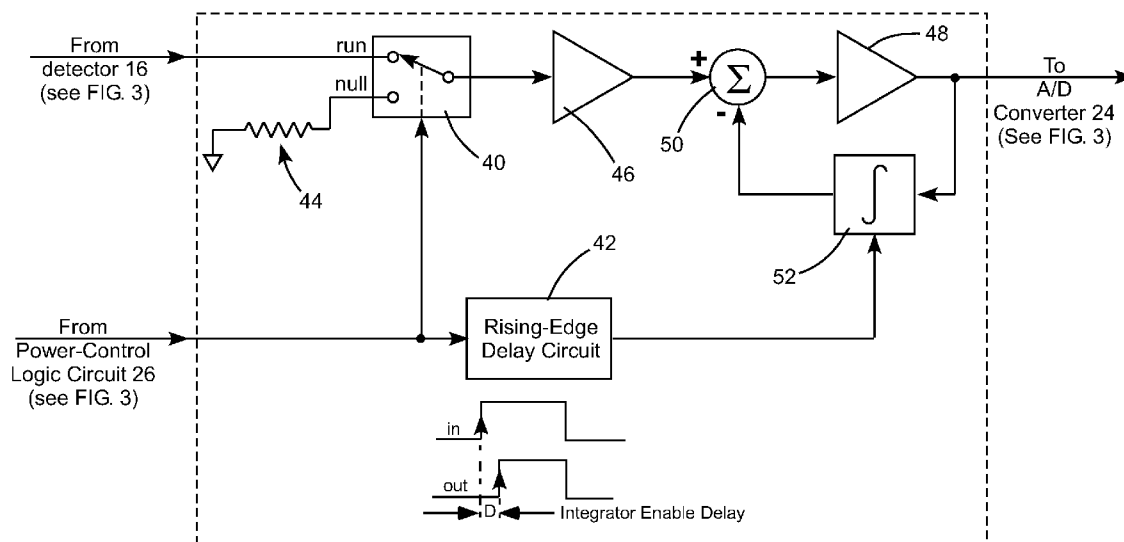 From
detector 16
(see FIG. 3)
run
null
40
44
46
+
Σ
-
50
48
To
A/D
Converter 24
(See FIG. 3)
∫
52
42
Rising-Edge
Delay Circuit
From
Power-Control
Logic Circuit 26
(see FIG. 3)
in
out
D
Integrator Enable Delay